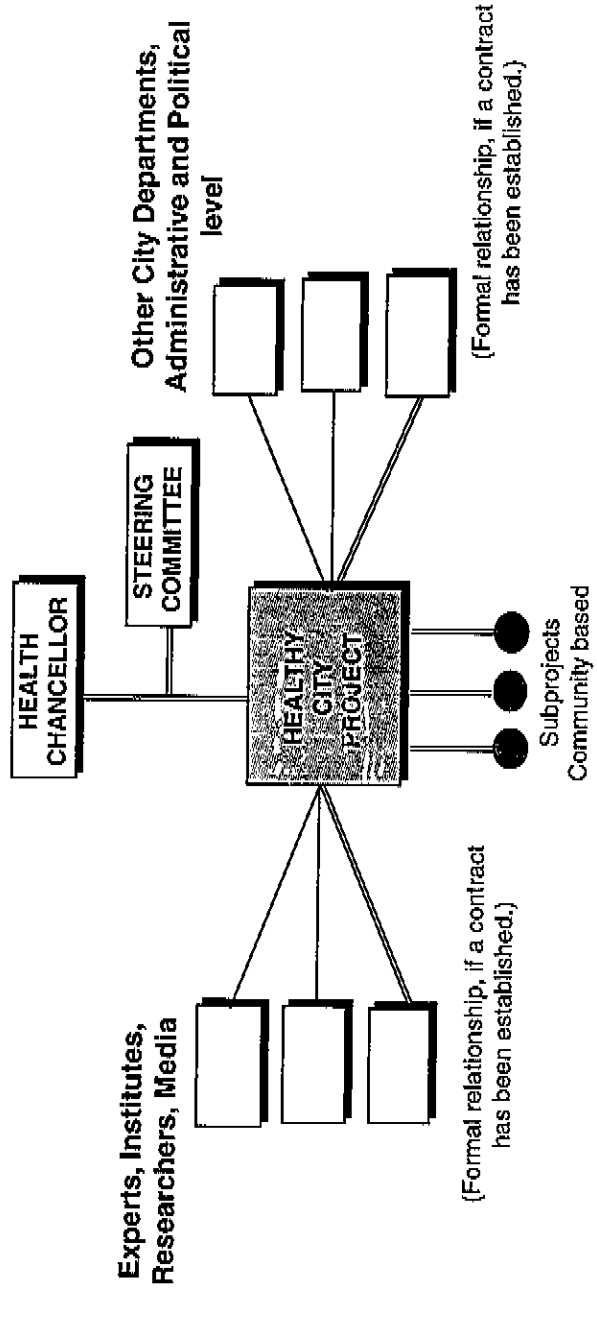 HEALTH
CHANCELLOR
STEERING
COMMITTEE
Other City Departments,
Administrative and Political
level
Experts, Institutes,
Researchers, Media
HEALTHY
CITY
PROJECT
(Formal relationship, if a contract
has been established.)
(Formal relationship, if a contract
has been established.)
Subprojects
Community based